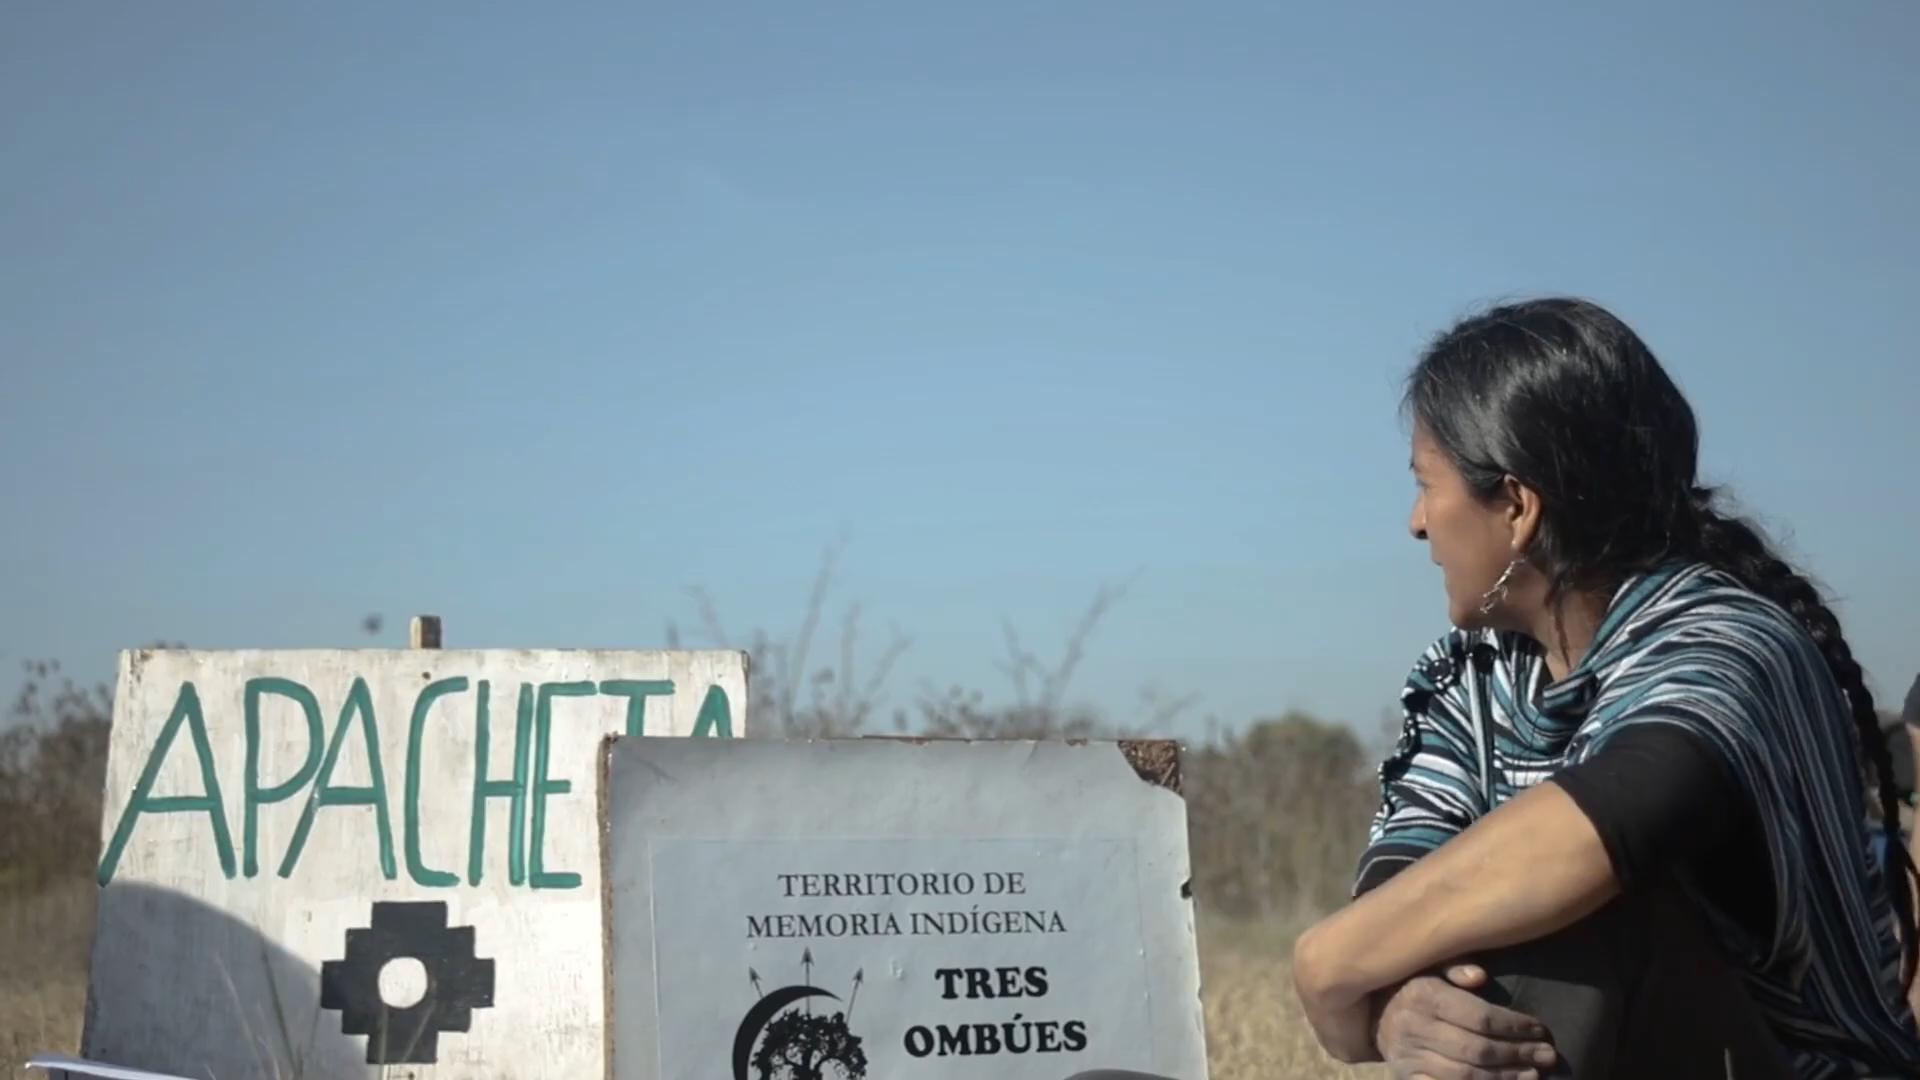 APACHETA
TERRITORIO DE
MEMORIA INDÍGENA
TRES
OMBÚES